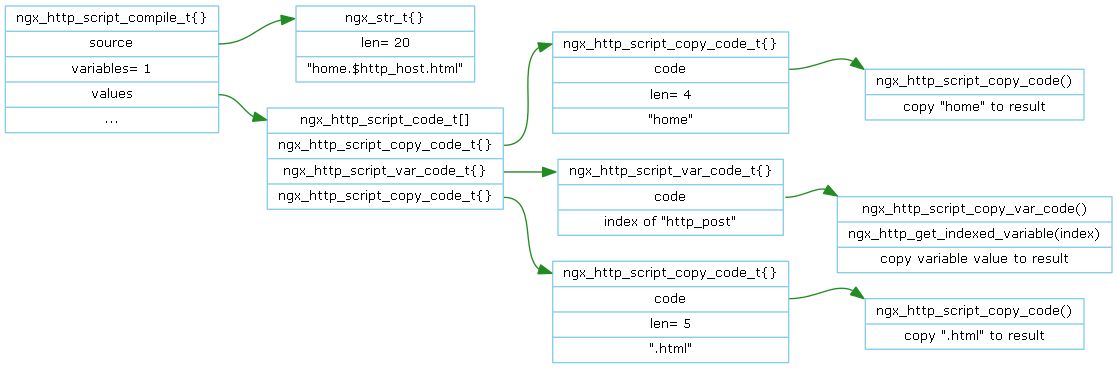 ngx_http_script_compile_t{}
source
variables= 1
values
...
ngx_str_t{}
len= 20
"home.$http_host.html"
ngx_http_script_code_t[]
ngx_http_script_copy_code_t{}
ngx_http_script_var_code_t{}
ngx_http_script_copy_code_t{}
ngx_http_script_copy_code_t{}
code
len= 4
"home"
ngx_http_script_var_code_t{}
code
index of "http_post"
ngx_http_script_copy_code_t{}
code
len= 5
".html"
ngx_http_script_copy_code()
copy "home" to result
ngx_http_script_copy_var_code()
ngx_http_get_indexed_variable(index)
copy variable value to result
ngx_http_script_copy_code()
copy ".html" to result